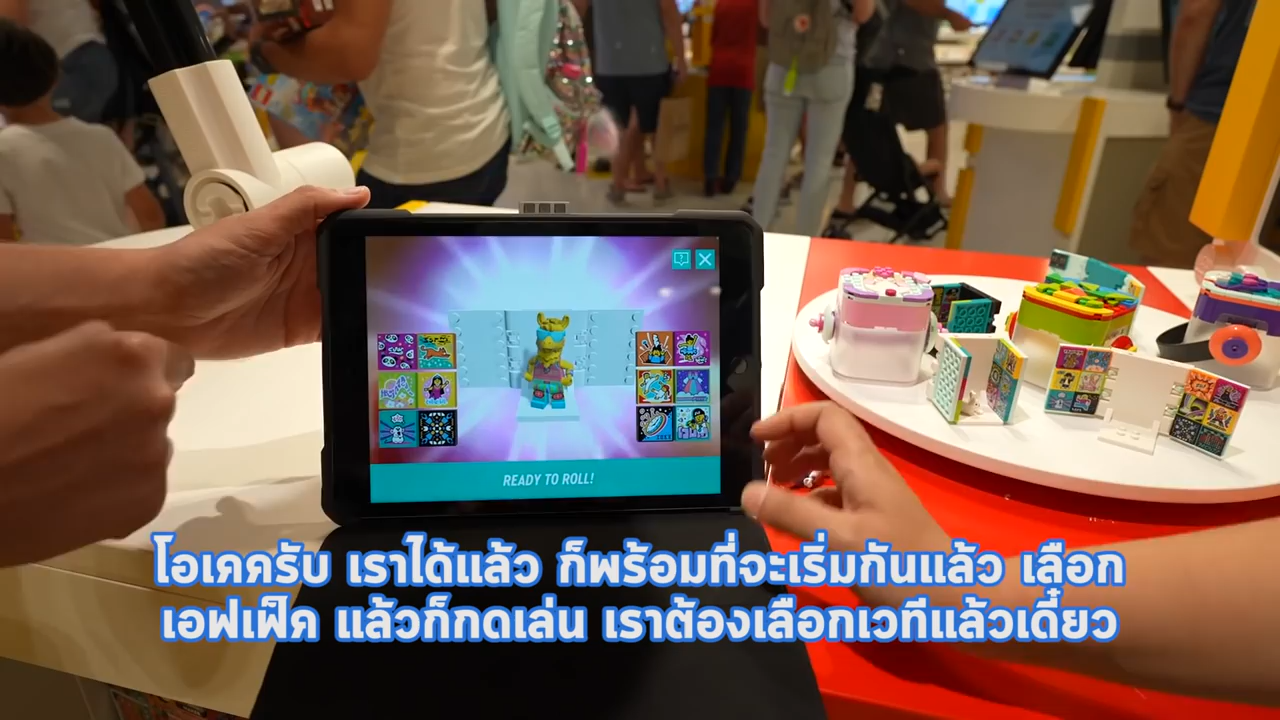 READY TO ROLL!
โอเคครับ เราได้แล้ว ก็พร้อมที่จะเริ่มกันแล้ว เลือก
เอฟเฟ็ค แล้วก็กดเล่น เราต้องเลือกเวทีแล้วเดี๋ยว